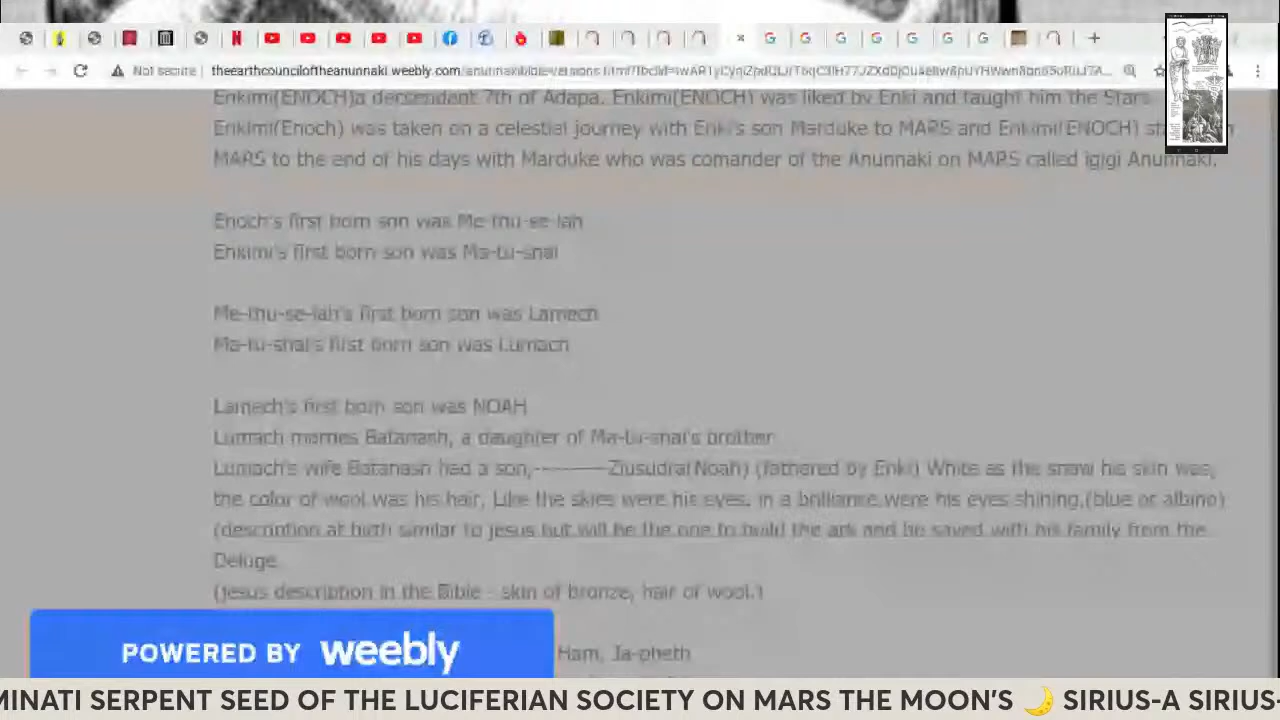 Not secure
theearthcounciloftheanunnaki.weebly.com
Enkimi(ENOCH)a decsendant 7th of Adapa. Enkimi(ENOCH) was liked by Enki and taught him the Stars.
Enkimi(Enoch) was taken on a celestial journey with Enki's son Marduke to MARS and Enkimi(ENOCH)
MARS to the end of his days with Marduke who was comander of the Anunnaki on MARS called igigi Anunnaki.
Enoch's first born son was Me-thu-se-lah
Enkimi's first born son was Ma-tu-shal
Me-thu-se-lah's first born son was Lamech
Ma-tu-shal's first born son was Lumach
Lamech's first born son was NOAH
Lumach marries Batanash, a daughter of Ma-tu-shal's brother
Lumach's wife Batanash had a son,---------Ziusudra(Noah) (fathered by Enki) White as the snow his skin was,
the color of wool was his hair, Like the skies were his eyes, in a brilliance were his eyes shining.(blue or albino)
(description at birth similar to jesus but will be the one to build the ark and be saved with his family from the
Deluge
(jesus description in the Bible - skin of bronze, hair of wool.)
Ham, Ja-pheth
POWERED BY weebly
MINATI SERPENT SEED OF THE LUCIFERIAN SOCIETY ON MARS THE MOON'S 🌙 SIRIUS-A SIRIUS-